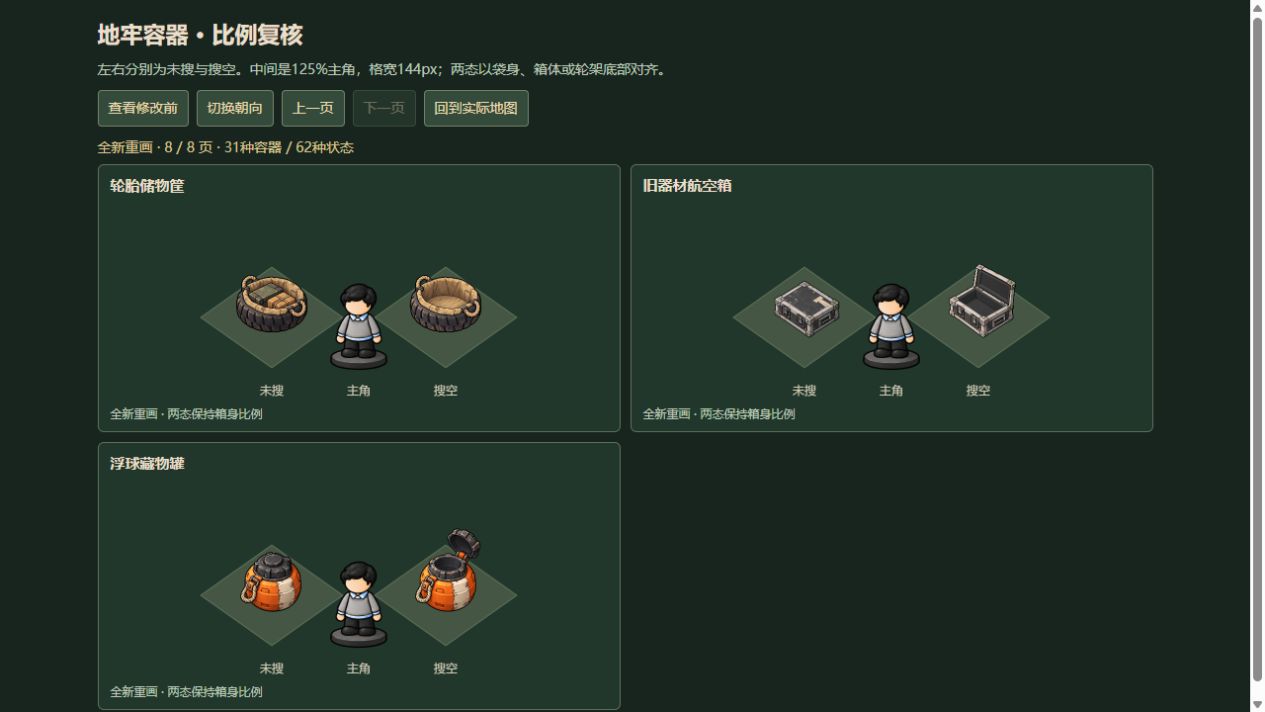 地牢容器・比例复核
左右分别为未搜与搜空。中间是125%主角，格宽144px；两态以袋身、箱体或轮架底部对齐。
查看修改前 切换朝向 上一页 下一页 回到实际地图
全新重画 · 8 / 8 页 · 31种容器 / 62种状态
轮胎储物筐
未搜 主角 搜空
全新重画 · 两态保持箱身比例
旧器材航空箱
未搜 主角 搜空
全新重画 · 两态保持箱身比例
浮球藏物罐
未搜 主角 搜空
全新重画 · 两态保持箱身比例